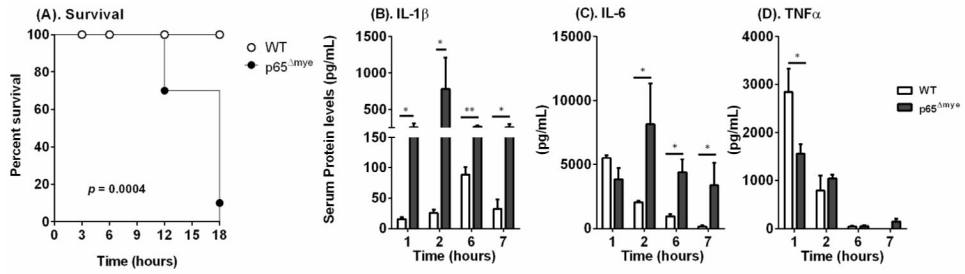 (A). Survival
Percent survival
100
80
60
40
20
0
p = 0.0004
0 3 6 9 12 15 18
Time (hours)
WT
p65Δmye
(B). IL-1β
Serum Protein levels (pg/mL)
1500
1000
500
150
100
50
0
* * ** *
1 2 6 7
Time (hours)
(C). IL-6
(pg/mL)
15000
10000
5000
0
* * *
1 2 6 7
Time (hours)
(D). TNFα
(pg/mL)
4000
3000
2000
1000
0
*
1 2 6 7
Time (hours)
WT
p65Δmye